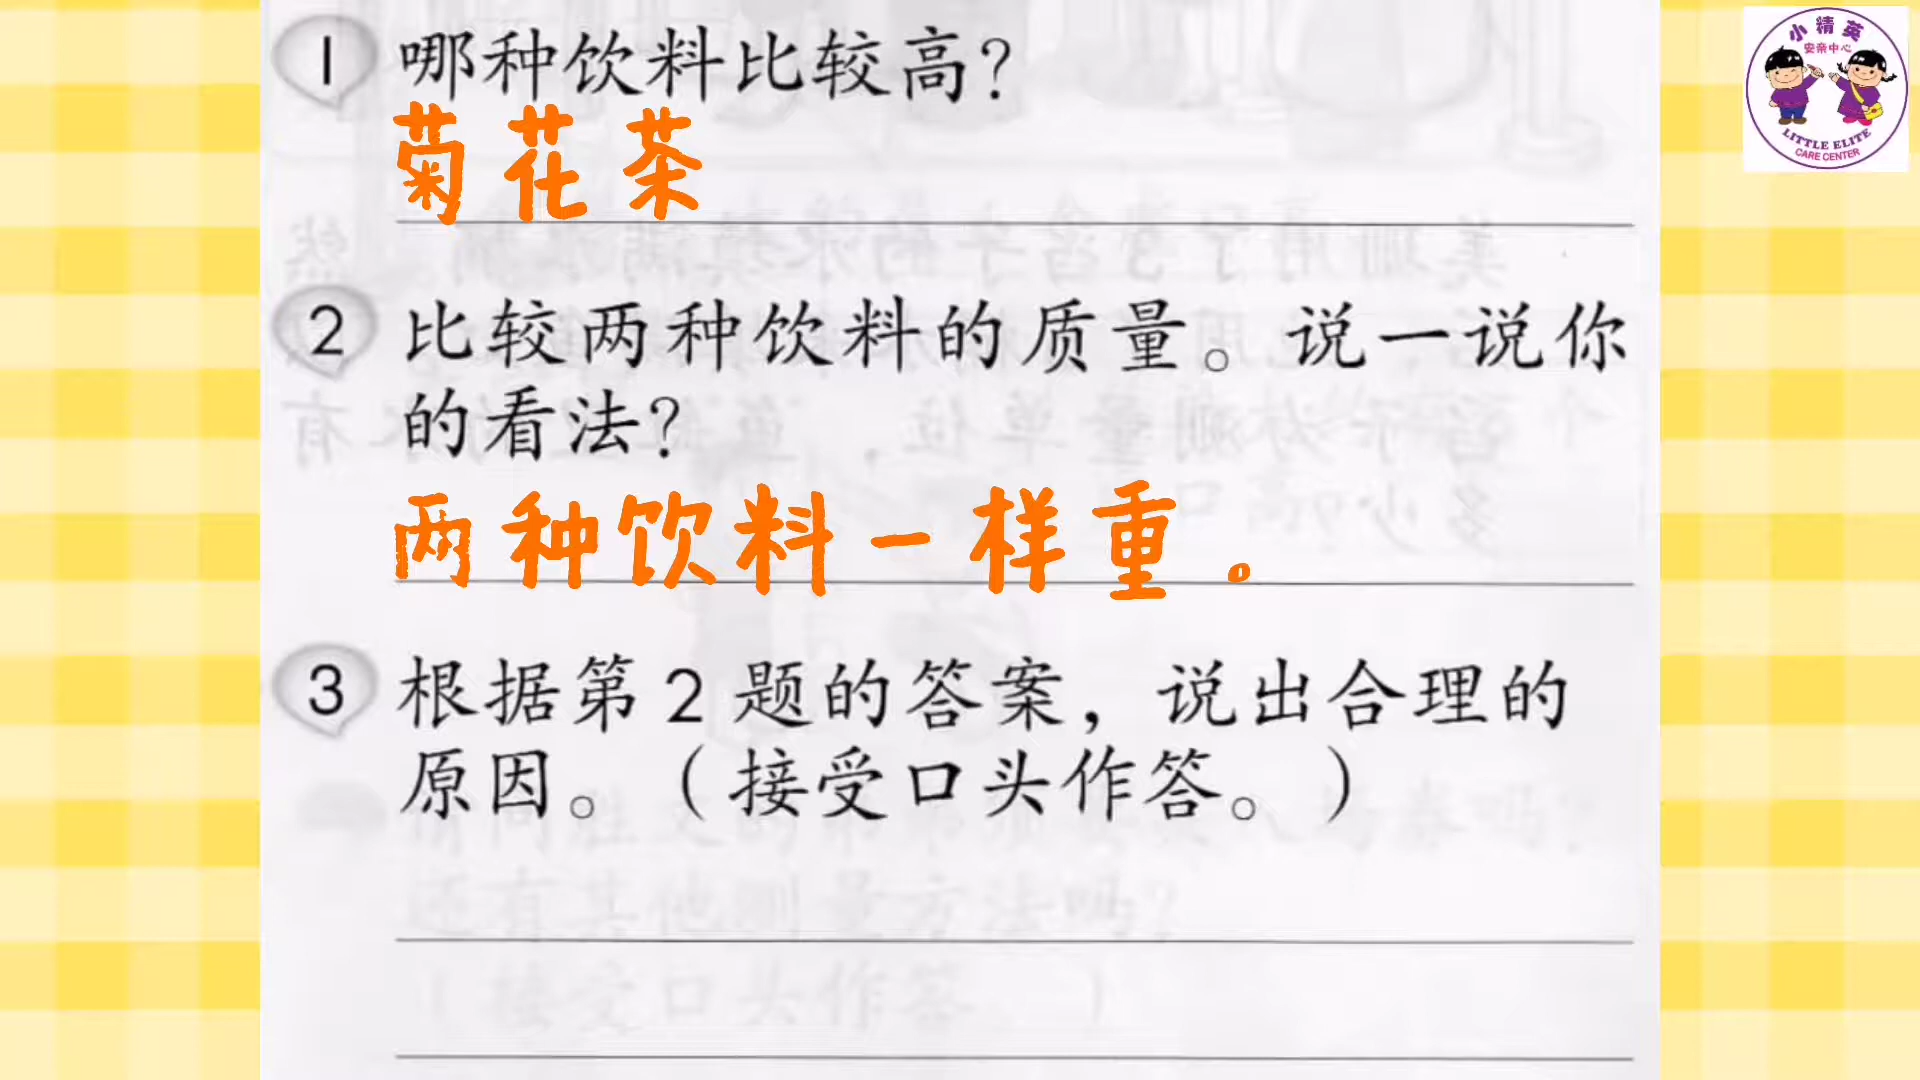 小精英
安亲中心
LITTLE ELITE
CARE CENTER
1 哪种饮料比较高?
菊花茶
2 比较两种饮料的质量。说一说你
的看法?
两种饮料一样重。
3 根据第2题的答案，说出合理的
原因。（接受口头作答。）